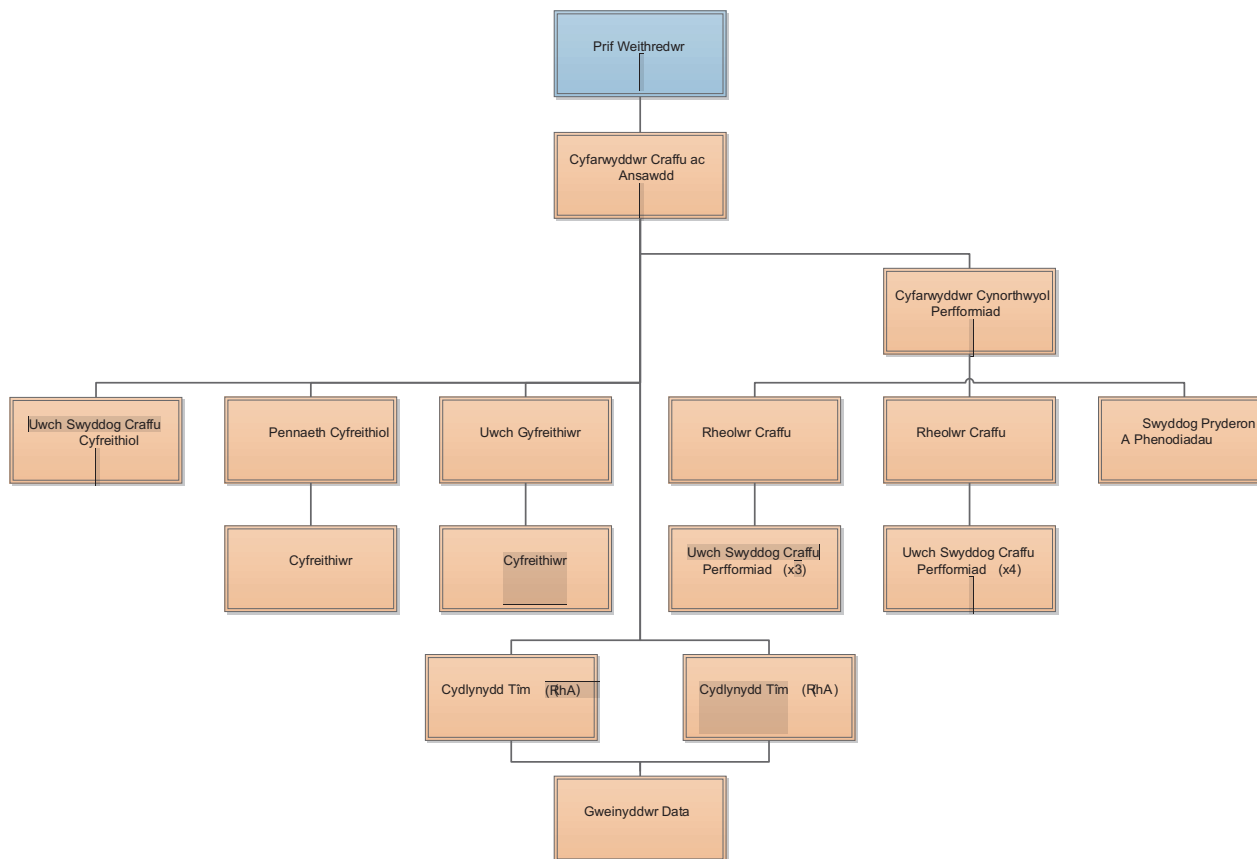 Prif Weithredwr
Cyfarwyddwr Craffu ac
Ansawdd
Cyfarwyddwr Cynorthwyol
Perfformiad
Uwch Swyddog Craffu
Cyfreithiol
Pennaeth Cyfreithiol
Uwch Gyfreithiwr
Rheolwr Craffu
Rheolwr Craffu
Swyddog Pryderon
A Phenodiadau
Cyfreithiwr
Cyfreithiwr
Uwch Swyddog Craffu
Perfformiad (x3)
Uwch Swyddog Craffu
Perfformiad (x4)
Cydlynydd Tîm (RhA)
Cydlynydd Tîm (RhA)
Gweinyddwr Data